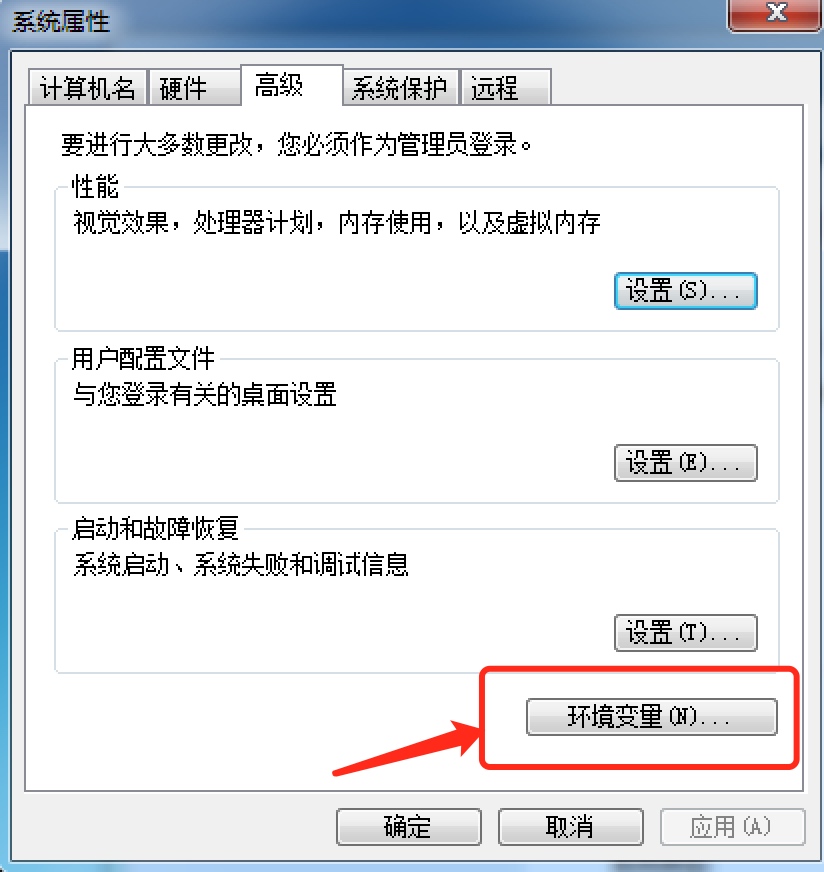 系统属性
计算机名 硬件 高级 系统保护 远程
要进行大多数更改，您必须作为管理员登录。
性能
视觉效果，处理器计划，内存使用，以及虚拟内存
设置(S)...
用户配置文件
与您登录有关的桌面设置
设置(E)...
启动和故障恢复
系统启动、系统失败和调试信息
设置(T)...
环境变量(N)...
确定 取消 应用(A)